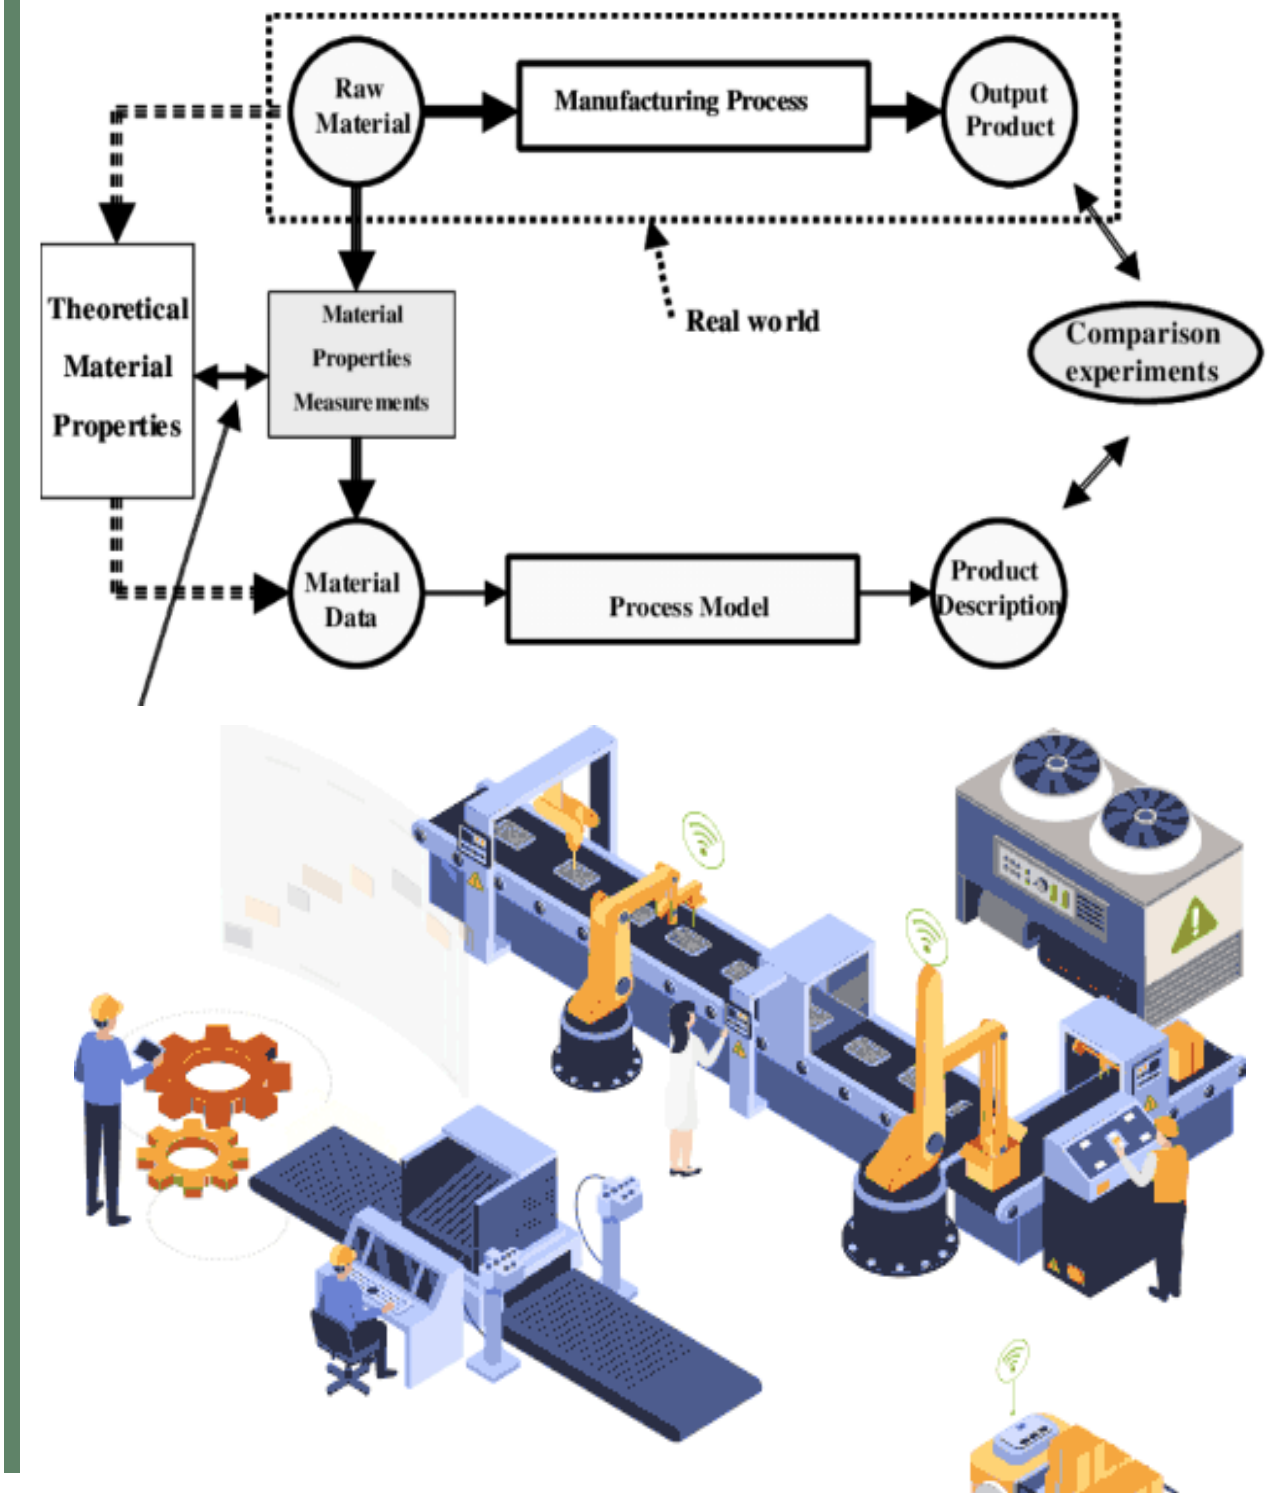 Raw
Material
Manufacturing Process
Output
Product
Theoretical
Material
Properties
Material
Properties
Measurements
Real world
Comparison
experiments
Material
Data
Process Model
Product
Description